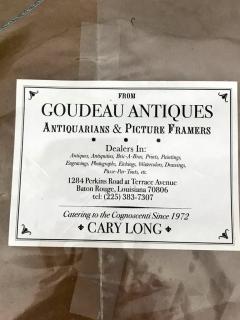 FROM
GOUDEAU ANTIQUES
ANTIQUARIANS & PICTURE FRAMERS
Dealers In:
Antiques, Antiquities, Bric-A-Brac, Prints, Paintings,
Engravings, Photographs, Etchings, Watercolors, Drawings,
Passe-Par-Touts, etc.
1284 Perkins Road at Terrace Avenue
Baton Rouge, Louisiana 70806
tel: (225) 383-7307
Catering to the Cognoscenti Since 1972
CARY LONG